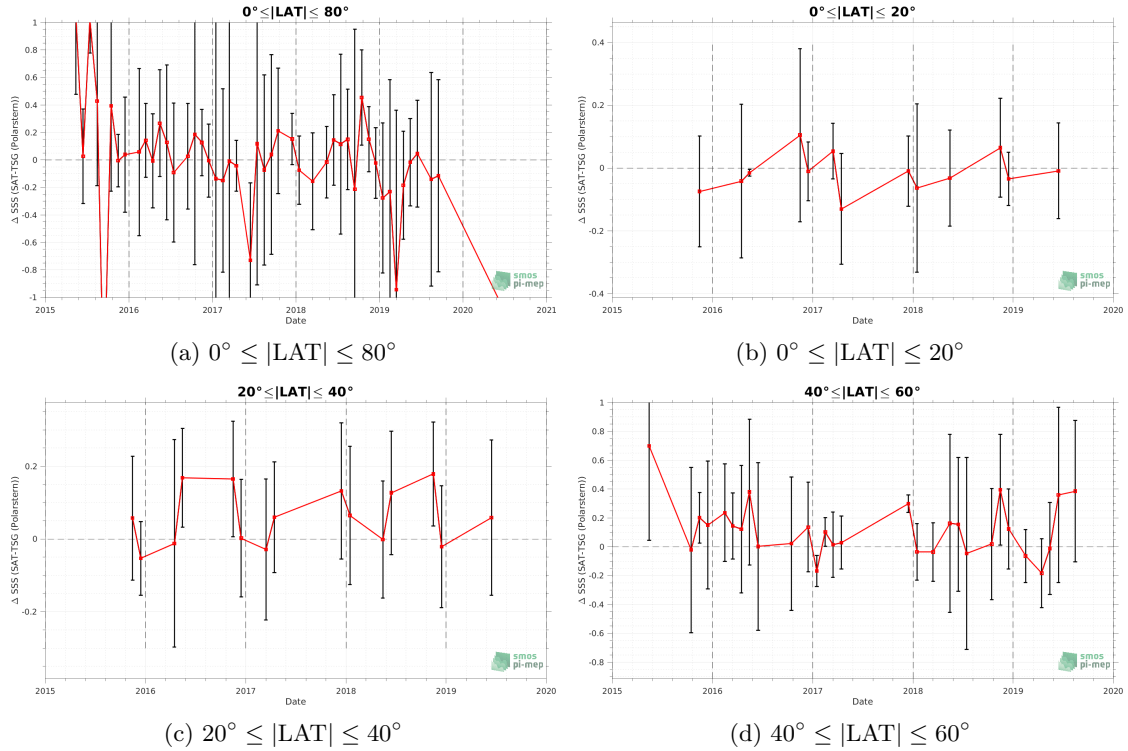 0°≤|LAT|≤ 80°
1
0.8
0.6
0.4
0.2
0
-0.2
-0.4
-0.6
-0.8
-1
Δ SSS (SAT-TSG (Polarstern))
2015 2016 2017 2018 2019 2020 2021
Date
smos
pi-mep
(a) 0° ≤ |LAT| ≤ 80°
0°≤|LAT|≤ 20°
0.4
0.2
0
-0.2
-0.4
Δ SSS (SAT-TSG (Polarstern))
2015 2016 2017 2018 2019 2020
Date
smos
pi-mep
(b) 0° ≤ |LAT| ≤ 20°
20°≤|LAT|≤ 40°
0.2
0
-0.2
Δ SSS (SAT-TSG (Polarstern))
2015 2016 2017 2018 2019 2020
Date
smos
pi-mep
(c) 20° ≤ |LAT| ≤ 40°
40°≤|LAT|≤ 60°
1
0.8
0.6
0.4
0.2
0
-0.2
-0.4
-0.6
-0.8
Δ SSS (SAT-TSG (Polarstern))
2015 2016 2017 2018 2019 2020
Date
smos
pi-mep
(d) 40° ≤ |LAT| ≤ 60°